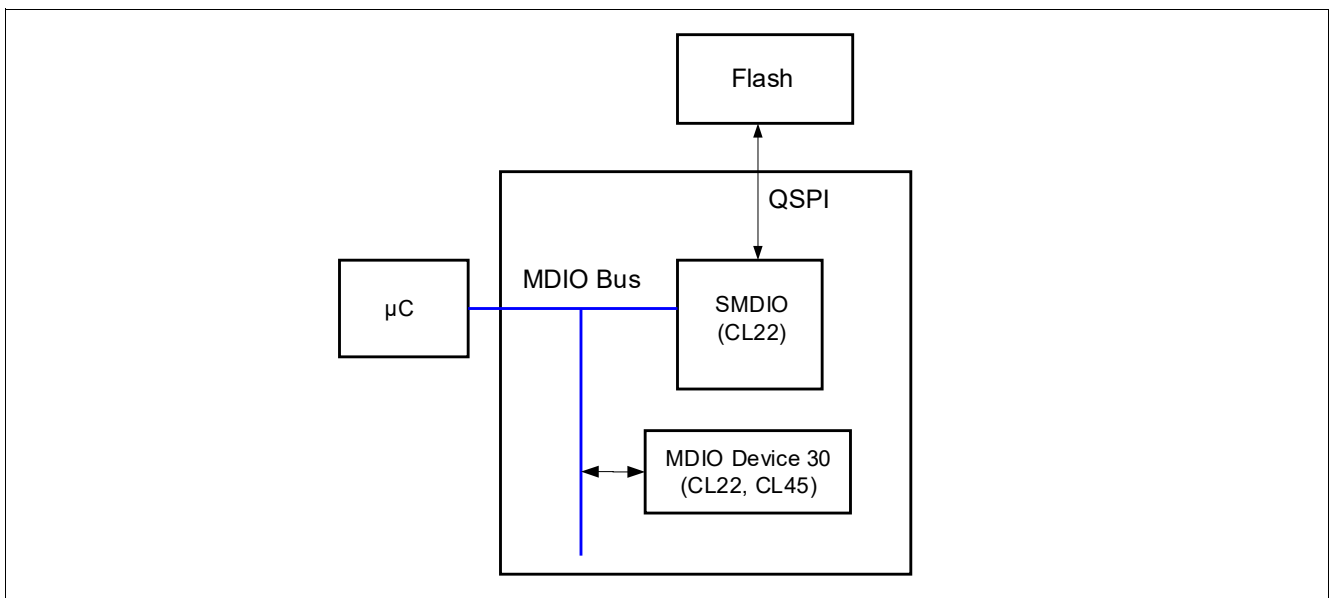 Flash
QSPI
MDIO Bus
µC
SMDIO
(CL22)
MDIO Device 30
(CL22, CL45)